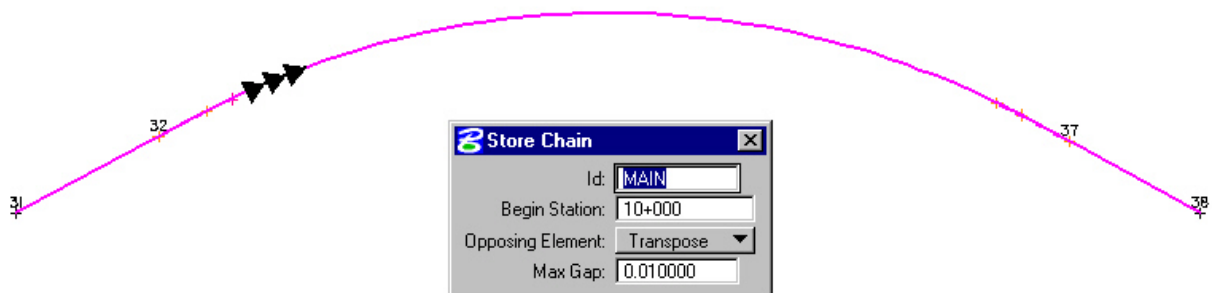 32
37
31
38
Store Chain
Id: MAIN
Begin Station: 10+000
Opposing Element: Transpose
Max Gap: 0.010000